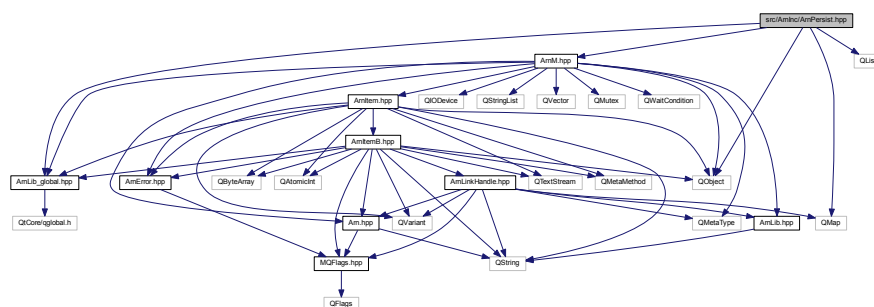 src/ArnInc/ArnPersist.hpp
ArnM.hpp
QList
ArnItem.hpp
QIODevice
QStringList
QVector
QMutex
QWaitCondition
ArnItemB.hpp
ArnLib_global.hpp
ArnError.hpp
QByteArray
QAtomicInt
ArnLinkHandle.hpp
QTextStream
QMetaMethod
QObject
QtCore/qglobal.h
Arn.hpp
QVariant
QMetaType
ArnLib.hpp
QMap
MQFlags.hpp
QString
QFlags